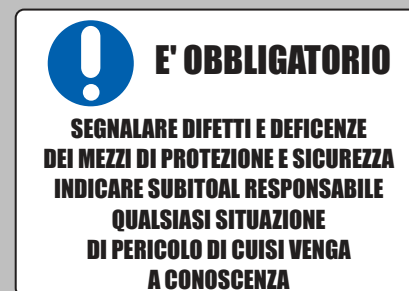 E' OBBLIGATORIO
SEGNALARE DIFETTI E DEFICENZE
DEI MEZZI DI PROTEZIONE E SICUREZZA
INDICARE SUBITOAL RESPONSABILE
QUALSIASI SITUAZIONE
DI PERICOLO DI CUISI VENGA
A CONOSCENZA